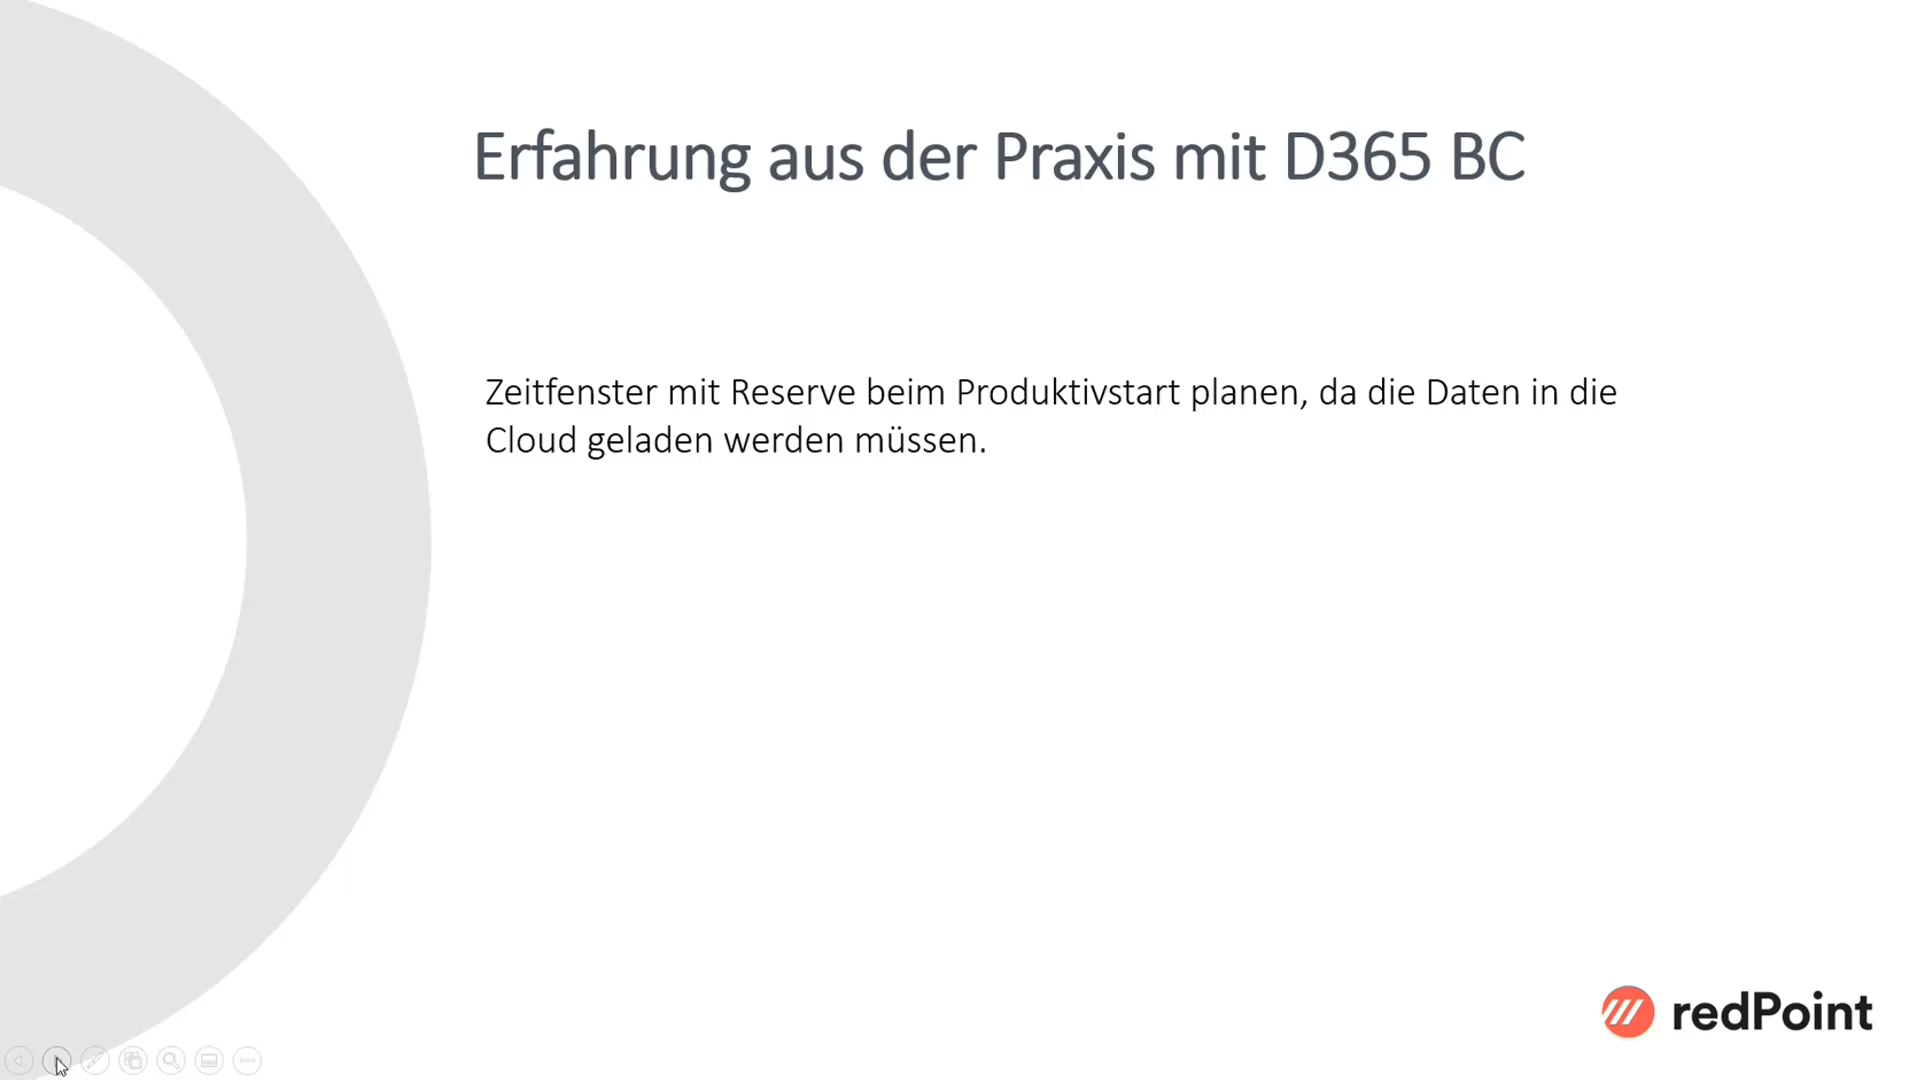 Erfahrung aus der Praxis mit D365 BC
Zeitfenster mit Reserve beim Produktivstart planen, da die Daten in die
Cloud geladen werden müssen.
redPoint